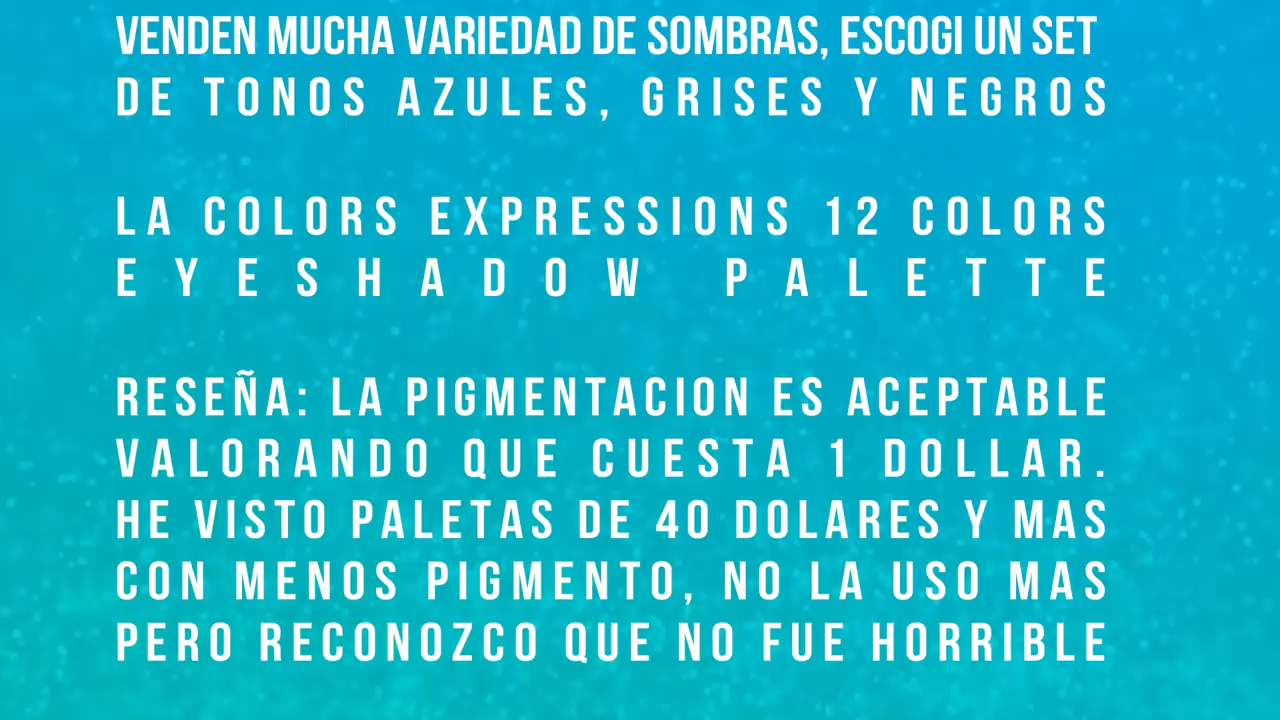 VENDEN MUCHA VARIEDAD DE SOMBRAS, ESCOGI UN SET
DE TONOS AZULES, GRISES Y NEGROS
LA COLORS EXPRESSIONS 12 COLORS
EYESHADOW PALETTE
RESEÑA: LA PIGMENTACION ES ACEPTABLE
VALORANDO QUE CUESTA 1 DOLLAR.
HE VISTO PALETAS DE 40 DOLARES Y MAS
CON MENOS PIGMENTO, NO LA USO MAS
PERO RECONOZCO QUE NO FUE HORRIBLE